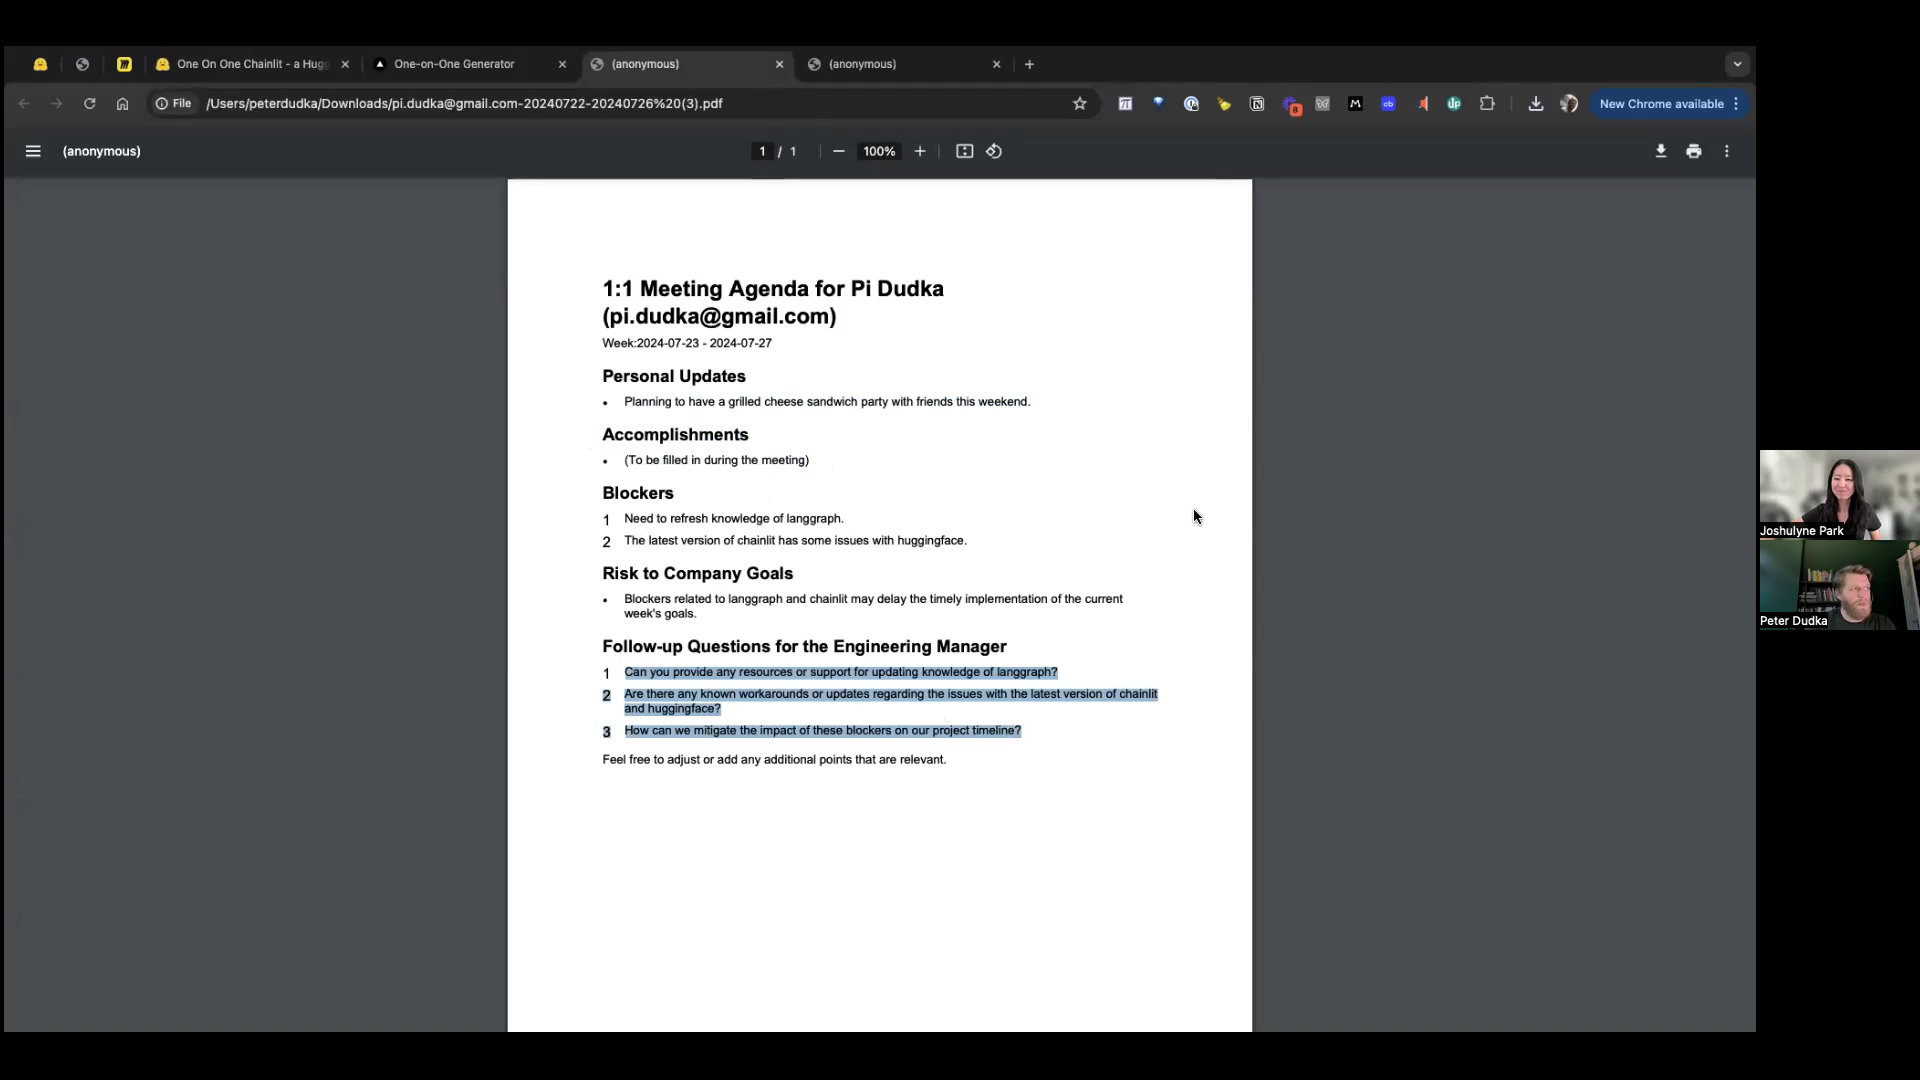 One On One Chainlit - a Hugg
One-on-One Generator
(anonymous)
(anonymous)
File
/Users/peterdudka/Downloads/pi.dudka@gmail.com-20240722-20240726%20(3).pdf
8
M
cb
New Chrome available
(anonymous)
1 / 1
100%
1:1 Meeting Agenda for Pi Dudka
(pi.dudka@gmail.com)
Week:2024-07-23 - 2024-07-27
Personal Updates
• Planning to have a grilled cheese sandwich party with friends this weekend.
Accomplishments
• (To be filled in during the meeting)
Blockers
1 Need to refresh knowledge of langgraph.
2 The latest version of chainlit has some issues with huggingface.
Risk to Company Goals
• Blockers related to langgraph and chainlit may delay the timely implementation of the current
week's goals.
Follow-up Questions for the Engineering Manager
1 Can you provide any resources or support for updating knowledge of langgraph?
2 Are there any known workarounds or updates regarding the issues with the latest version of chainlit
and huggingface?
3 How can we mitigate the impact of these blockers on our project timeline?
Feel free to adjust or add any additional points that are relevant.
Joshulyne Park
Peter Dudka